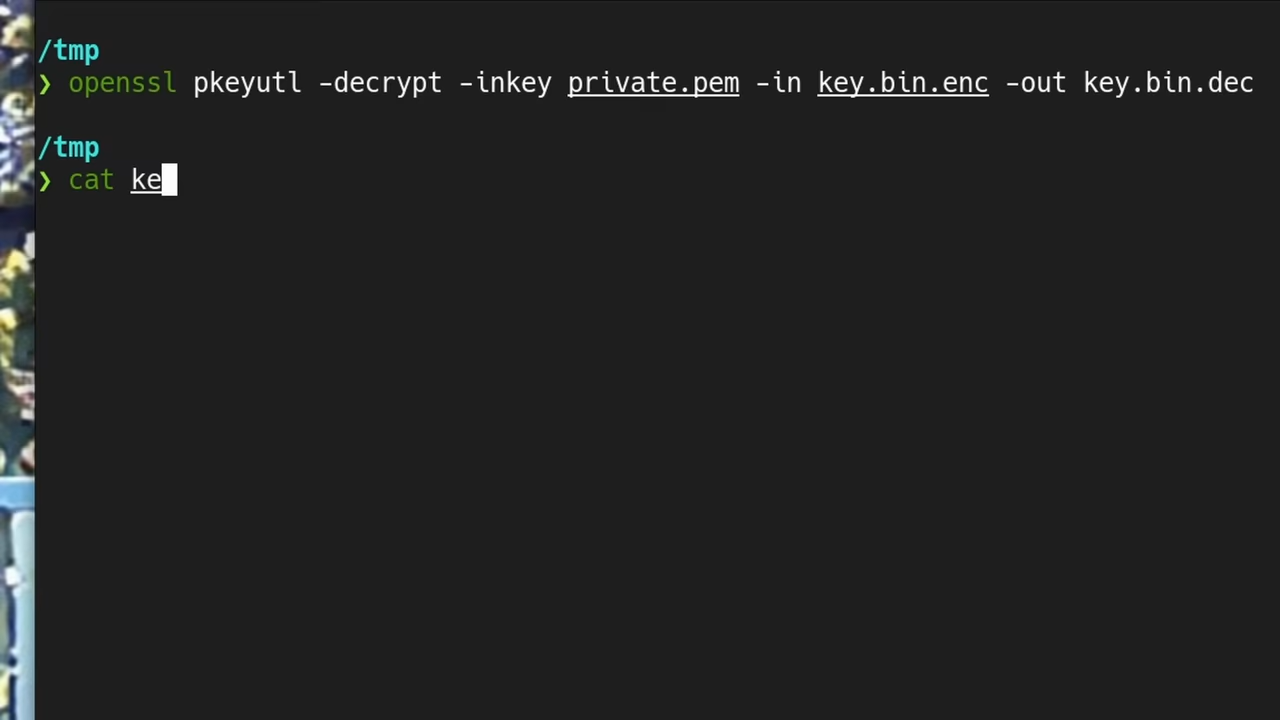 /tmp
❯ openssl pkeyutl -decrypt -inkey private.pem -in key.bin.enc -out key.bin.dec
/tmp
❯ cat ke